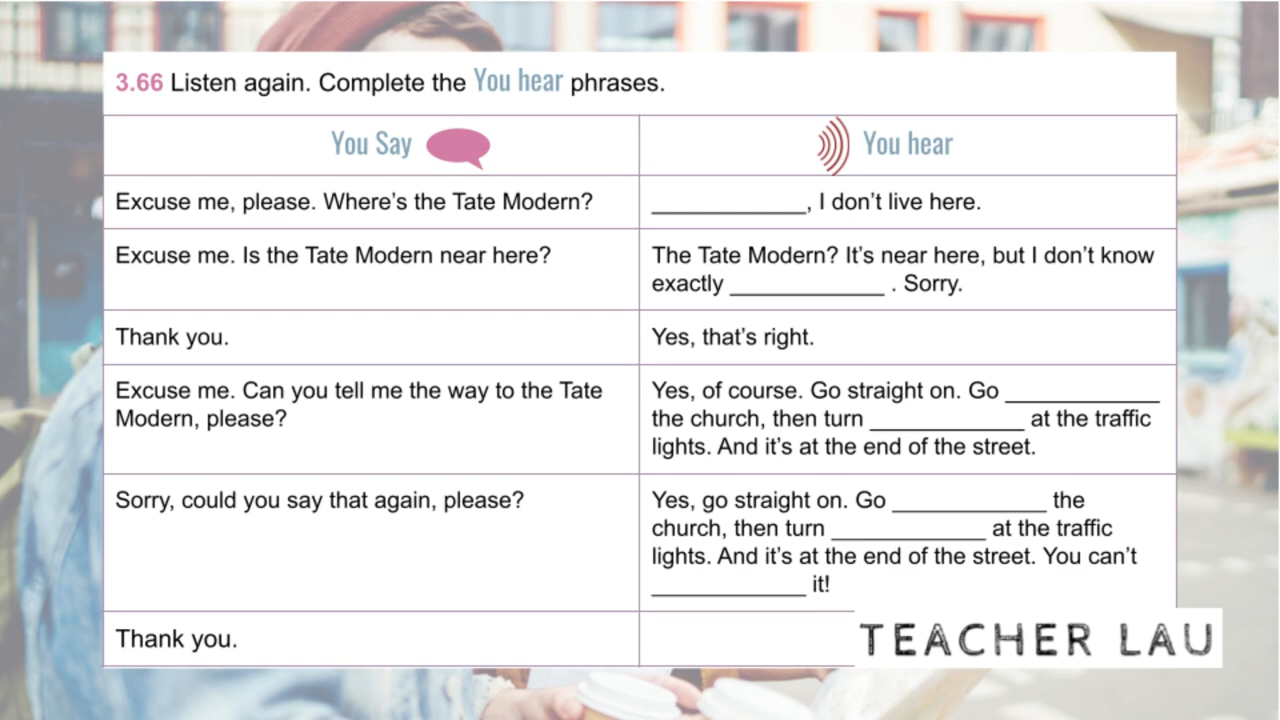 3.66 Listen again. Complete the You hear phrases.
You Say
You hear
Excuse me, please. Where's the Tate Modern?
____________, I don't live here.
Excuse me. Is the Tate Modern near here?
The Tate Modern? It's near here, but I don't know
exactly ____________ . Sorry.
Thank you.
Yes, that's right.
Excuse me. Can you tell me the way to the Tate
Modern, please?
Yes, of course. Go straight on. Go ____________
the church, then turn ____________ at the traffic
lights. And it's at the end of the street.
Sorry, could you say that again, please?
Yes, go straight on. Go ____________ the
church, then turn ____________ at the traffic
lights. And it's at the end of the street. You can't
____________ it!
Thank you.
TEACHER LAU